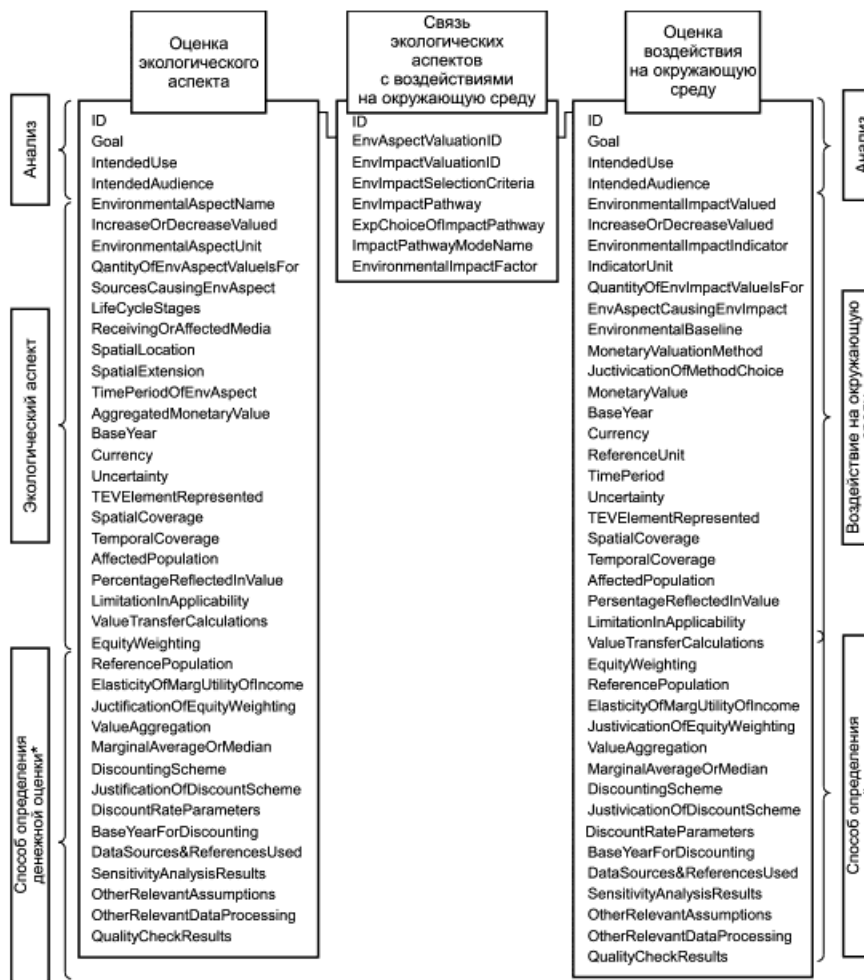 Оценка
экологического
аспекта
Связь
экологических
аспектов
с воздействиями
на окружающую среду
Оценка
воздействия
на окружающую
среду
Анализ
Экологический аспект
Способ определения
денежной оценки*
ID
Goal
IntendedUse
IntendedAudience
EnvironmentalAspectName
IncreaseOrDecreaseValued
EnvironmentalAspectUnit
QantityOfEnvAspectValueIsFor
SourcesCausingEnvAspect
LifeCycleStages
ReceivingOrAffectedMedia
SpatialLocation
SpatialExtension
TimePeriodOfEnvAspect
AggregatedMonetaryValue
BaseYear
Currency
Uncertainty
TEVElementRepresented
SpatialCoverage
TemporalCoverage
AffectedPopulation
PercentageReflectedInValue
LimitationInApplicability
ValueTransferCalculations
EquityWeighting
ReferencePopulation
ElasticityOfMargUtilityOfIncome
JuctificationOfEquityWeighting
ValueAggregation
MarginalAverageOrMedian
DiscountingScheme
JustificationOfDiscountScheme
DiscountRateParameters
BaseYearForDiscounting
DataSources&ReferencesUsed
SensitivityAnalysisResults
OtherRelevantAssumptions
OtherRelevantDataProcessing
QualityCheckResults
ID
EnvAspectValuationID
EnvImpactValuationID
EnvImpactSelectionCriteria
EnvImpactPathway
ExpChoiceOfImpactPathway
ImpactPathwayModeName
EnvironmentalImpactFactor
ID
Goal
IntendedUse
IntendedAudience
EnvironmentalImpactValued
IncreaseOrDecreaseValued
EnvironmentalImpactIndicator
IndicatorUnit
QuantityOfEnvImpactValueIsFor
EnvAspectCausingEnvImpact
EnvironmentalBaseline
MonetaryValuationMethod
JuctivicationOfMethodChoice
MonetaryValue
BaseYear
Currency
ReferenceUnit
TimePeriod
Uncertainty
TEVElementRepresented
SpatialCoverage
TemporalCoverage
AffectedPopulation
PersentageReflectedInValue
LimitationInApplicability
ValueTransferCalculations
EquityWeighting
ReferencePopulation
ElasticityOfMargUtilityOfIncome
JustivicationOfEquityWeighting
ValueAggregation
MarginalAverageOrMedian
DiscountingScheme
JustivicationOfDiscountScheme
DiscountRateParameters
BaseYearForDiscounting
DataSources&ReferencesUsed
SensitivityAnalysisResults
OtherRelevantAssumptions
OtherRelevantDataProcessing
QualityCheckResults
Анализ
Воздействие на окружающую
Способ определения